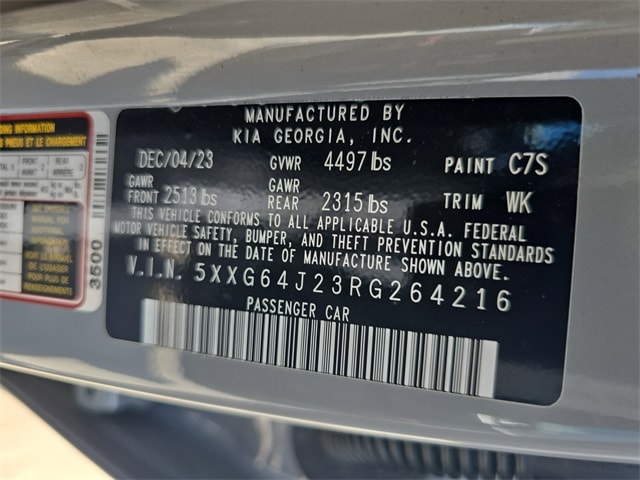 MANUFACTURED BY
KIA GEORGIA, INC.
DEC/04/23 GVWR 4497 lbs PAINT C7S
GAWR FRONT 2513 lbs GAWR REAR 2315 lbs TRIM WK
THIS VEHICLE CONFORMS TO ALL APPLICABLE U.S.A. FEDERAL
MOTOR VEHICLE SAFETY, BUMPER, AND THEFT PREVENTION STANDARDS
IN EFFECT ON THE DATE OF MANUFACTURE SHOWN ABOVE.
V.I.N. 5XXG64J23RG264216
PASSENGER CAR
3500